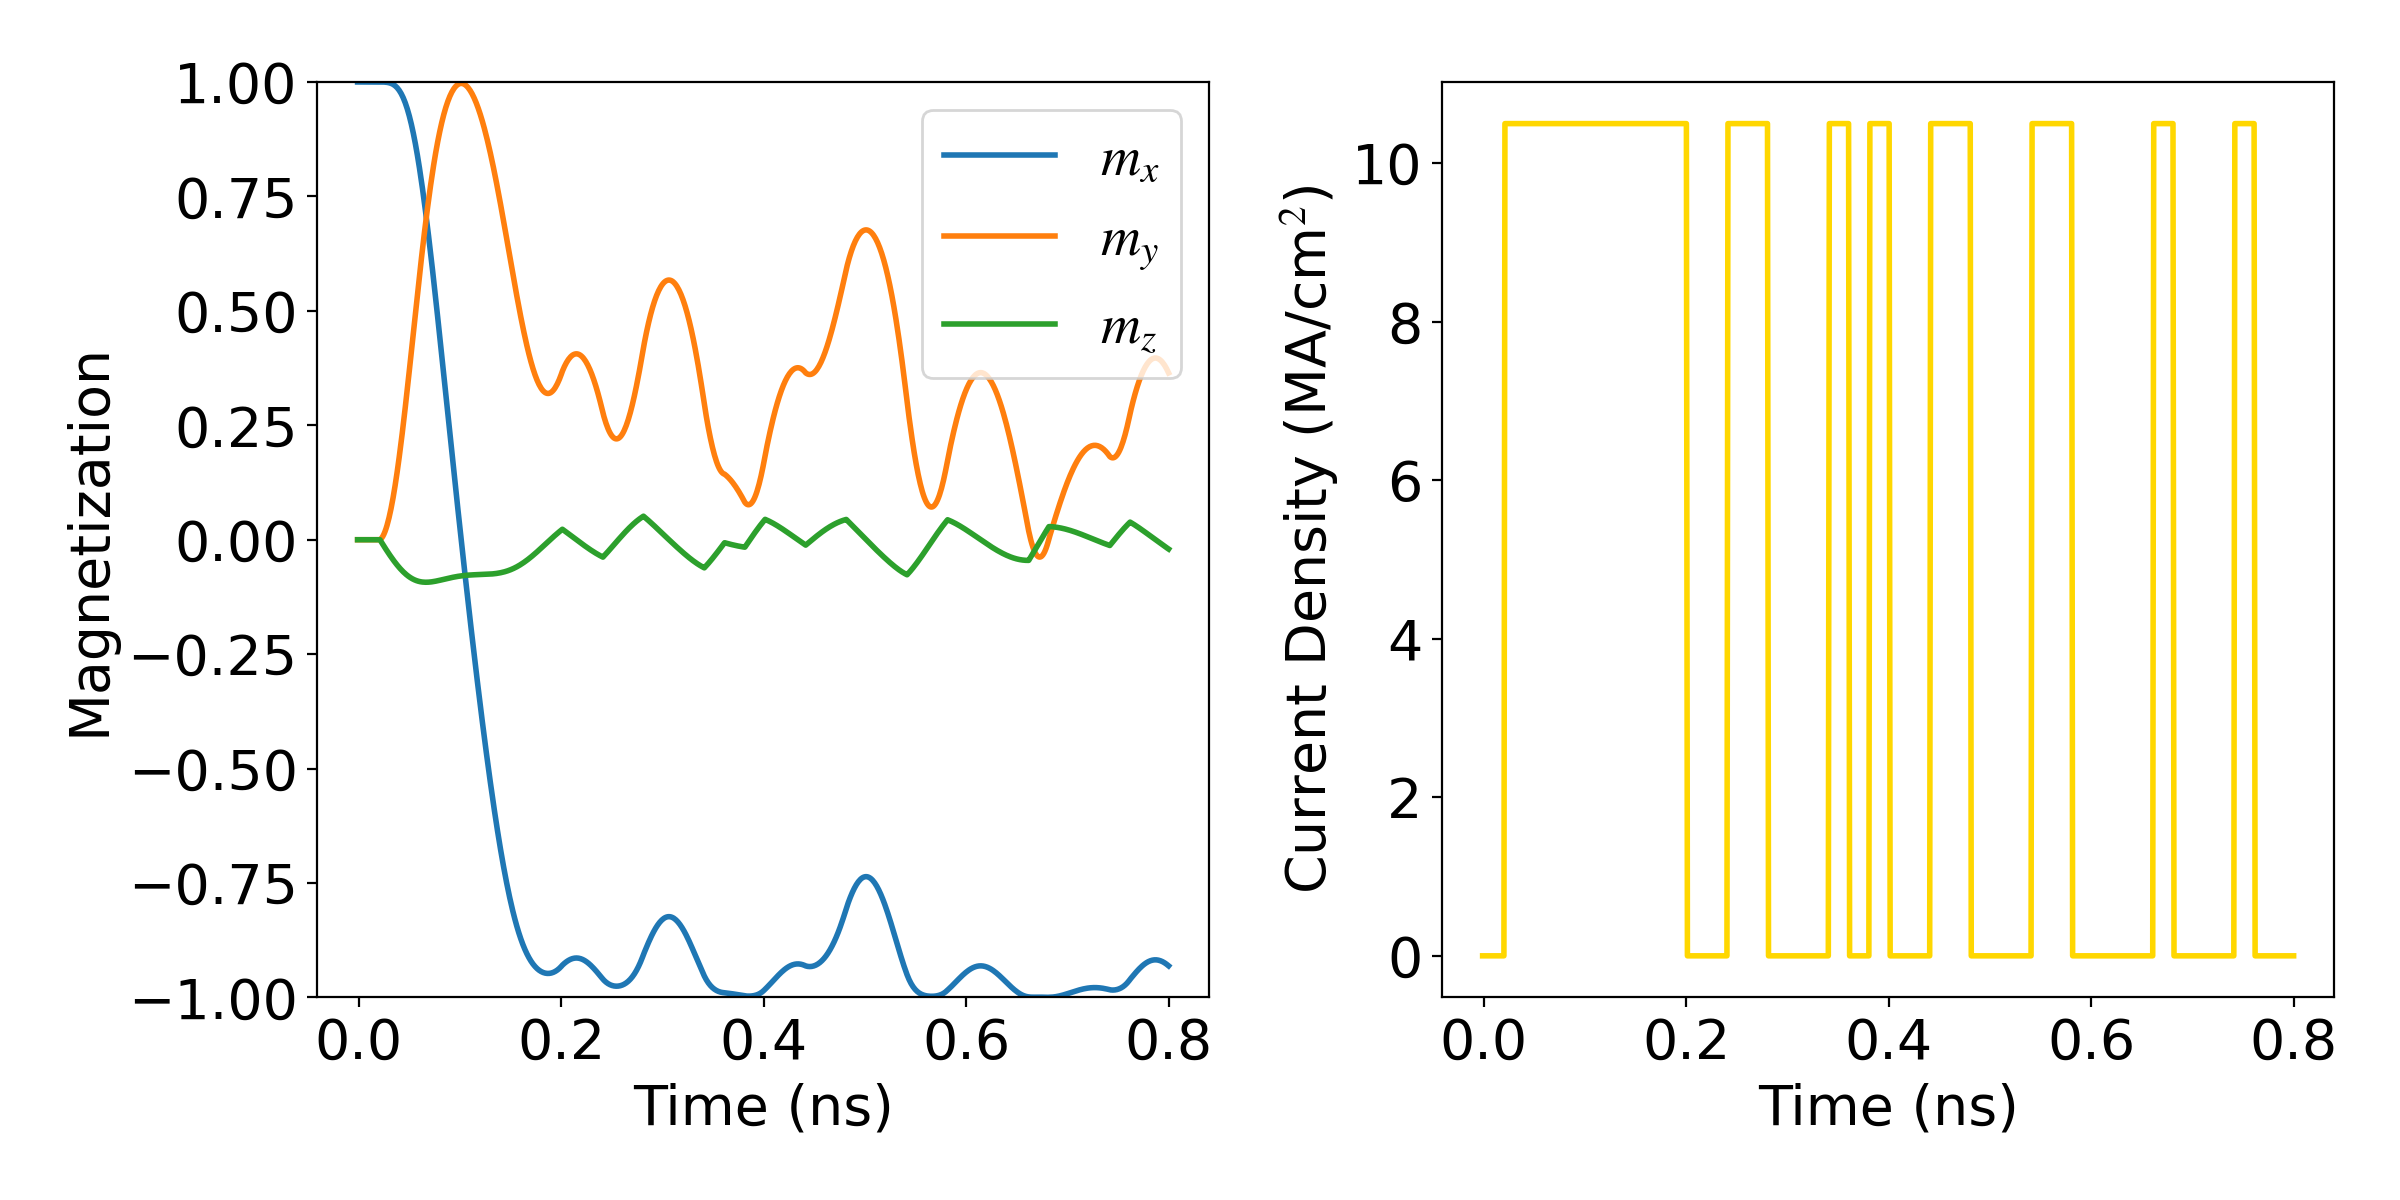 Magnetization
1.00
0.75
0.50
0.25
0.00
−0.25
−0.50
−0.75
−1.00
0.0 0.2 0.4 0.6 0.8
Time (ns)
m_x
m_y
m_z
Current Density (MA/cm²)
10
8
6
4
2
0
0.0 0.2 0.4 0.6 0.8
Time (ns)